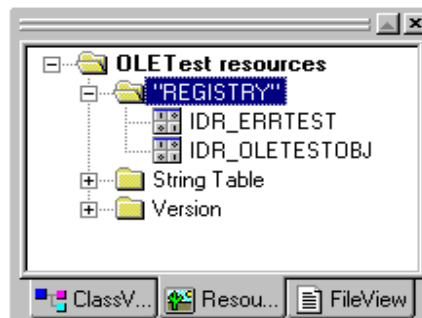 OLETest resources
"REGISTRY"
IDR_ERRTEST
IDR_OLETESTOBJ
String Table
Version
ClassV... Resou... FileView